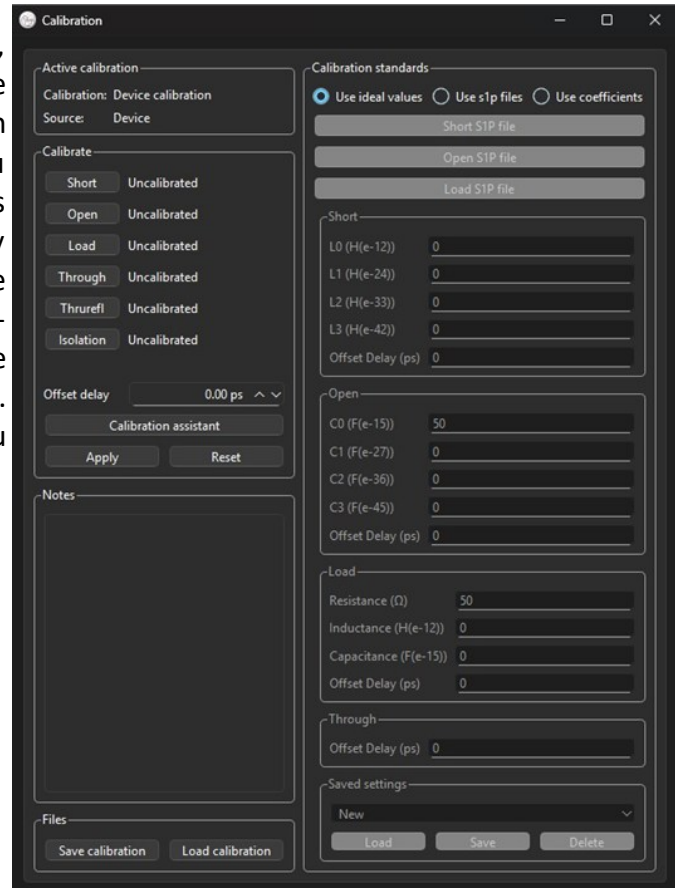 Calibration
Active calibration
Calibration: Device calibration
Source: Device
Calibrate
Short Uncalibrated
Open Uncalibrated
Load Uncalibrated
Through Uncalibrated
Thrurefl Uncalibrated
Isolation Uncalibrated
Offset delay 0.00 ps
Calibration assistant
Apply Reset
Notes
Files
Save calibration Load calibration
Calibration standards
Use ideal values Use s1p files Use coefficients
Short S1P file
Open S1P file
Load S1P file
Short
L0 (H(e-12)) 0
L1 (H(e-24)) 0
L2 (H(e-33)) 0
L3 (H(e-42)) 0
Offset Delay (ps) 0
Open
C0 (F(e-15)) 50
C1 (F(e-27)) 0
C2 (F(e-36)) 0
C3 (F(e-45)) 0
Offset Delay (ps) 0
Load
Resistance (Ω) 50
Inductance (H(e-12)) 0
Capacitance (F(e-15)) 0
Offset Delay (ps) 0
Through
Offset Delay (ps) 0
Saved settings
New
Load Save Delete